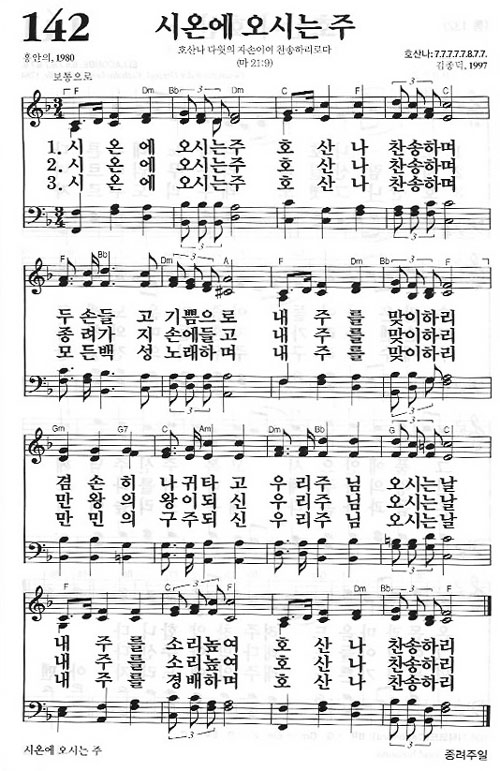 142 시온에 오시는 주
호산나 다윗의 자손이여 찬송하리로다
(마 21:9)
홍안의, 1980
호산나: 7.7.7.7.8.7.7.
김종덕, 1997
보통으로
F Dm Bb Dm C F Dm Bb
1. 시 온 에 오시는주 호 산 나 찬송하며
2. 시 온 에 오시는주 호 산 나 찬송하며
3. 시 온 에 오시는주 호 산 나 찬송하며
F Bb Dm A F Dm Bb
두 손들 고 기쁨으로 내 주를 맞이하리
종 려가 지 손에들고 내 주를 맞이하리
모 든백 성 노래하며 내 주를 맞이하리
Gm G7 C Am Dm Bb G C
겸 손 히 나귀타 고 우리주 님 오시는날
만 왕 의 왕이되 신 우리주 님 오시는날
만 민 의 구주되 신 우리주 님 오시는날
F C F Dm Bb C F
내 주를 소리높여 호 산 나 찬송하리
내 주를 소리높여 호 산 나 찬송하리
내 주를 경배하며 호 산 나 찬송하리
시온에 오시는 주
종려주일